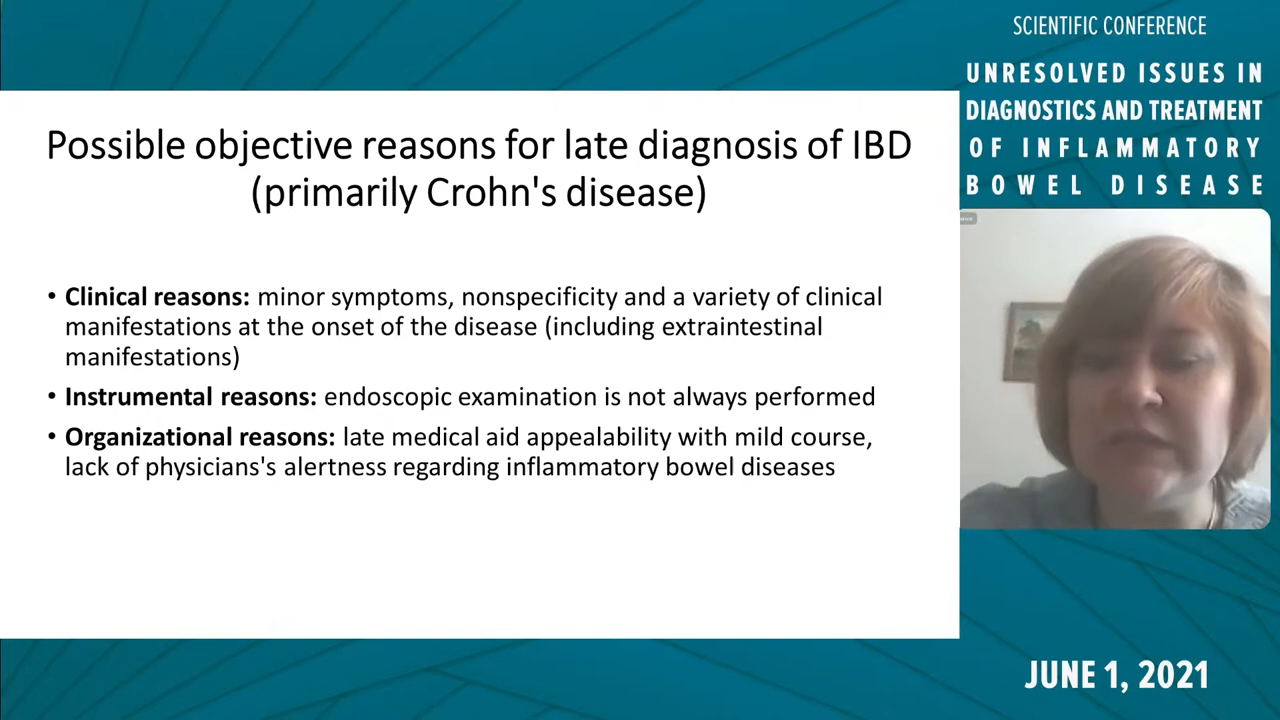 SCIENTIFIC CONFERENCE
UNRESOLVED ISSUES IN
DIAGNOSTICS AND TREATMENT
OF INFLAMMATORY
BOWEL DISEASE
Possible objective reasons for late diagnosis of IBD
(primarily Crohn's disease)
• Clinical reasons: minor symptoms, nonspecificity and a variety of clinical
manifestations at the onset of the disease (including extraintestinal
manifestations)
• Instrumental reasons: endoscopic examination is not always performed
• Organizational reasons: late medical aid appealability with mild course,
lack of physicians's alertness regarding inflammatory bowel diseases
JUNE 1, 2021